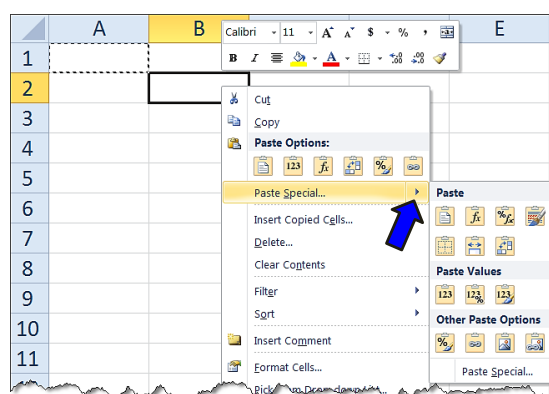 A B E
Calibri 11 A A $ % ,
B I A
1
2
3
4
5
6
7
8
9
10
11
Cut
Copy
Paste Options:
123 fx %
Paste Special...
Insert Copied Cells...
Delete...
Clear Contents
Filter
Sort
Insert Comment
Format Cells...
Paste
fx %fx
Paste Values
123 123% 123
Other Paste Options
%
Paste Special...